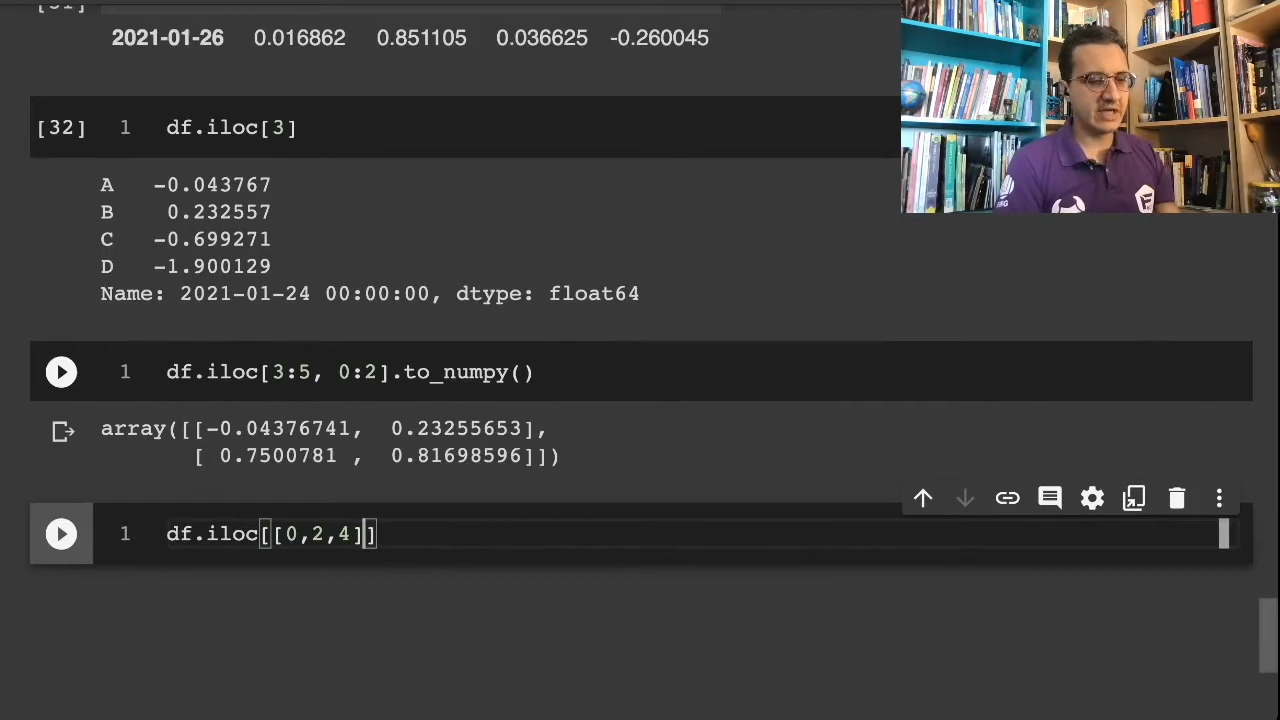 2021-01-26 0.016862 0.851105 0.036625 -0.260045
[32] 1 df.iloc[3]
A -0.043767
B 0.232557
C -0.699271
D -1.900129
Name: 2021-01-24 00:00:00, dtype: float64
1 df.iloc[3:5, 0:2].to_numpy()
array([[-0.04376741, 0.23255653],
[ 0.7500781 , 0.81698596]])
1 df.iloc[[0,2,4]]